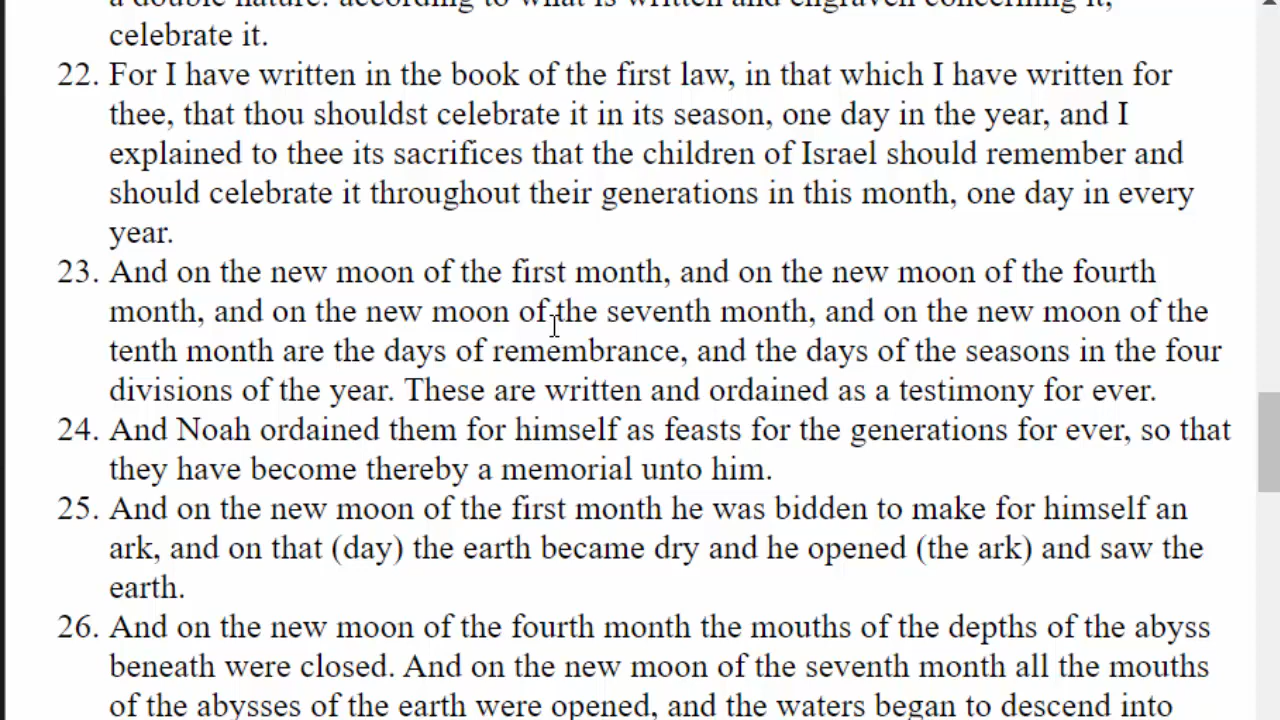 a double nature: according to what is written and engraven concerning it,
celebrate it.
22. For I have written in the book of the first law, in that which I have written for
thee, that thou shouldst celebrate it in its season, one day in the year, and I
explained to thee its sacrifices that the children of Israel should remember and
should celebrate it throughout their generations in this month, one day in every
year.
23. And on the new moon of the first month, and on the new moon of the fourth
month, and on the new moon of the seventh month, and on the new moon of the
tenth month are the days of remembrance, and the days of the seasons in the four
divisions of the year. These are written and ordained as a testimony for ever.
24. And Noah ordained them for himself as feasts for the generations for ever, so that
they have become thereby a memorial unto him.
25. And on the new moon of the first month he was bidden to make for himself an
ark, and on that (day) the earth became dry and he opened (the ark) and saw the
earth.
26. And on the new moon of the fourth month the mouths of the depths of the abyss
beneath were closed. And on the new moon of the seventh month all the mouths
of the abysses of the earth were opened, and the waters began to descend into